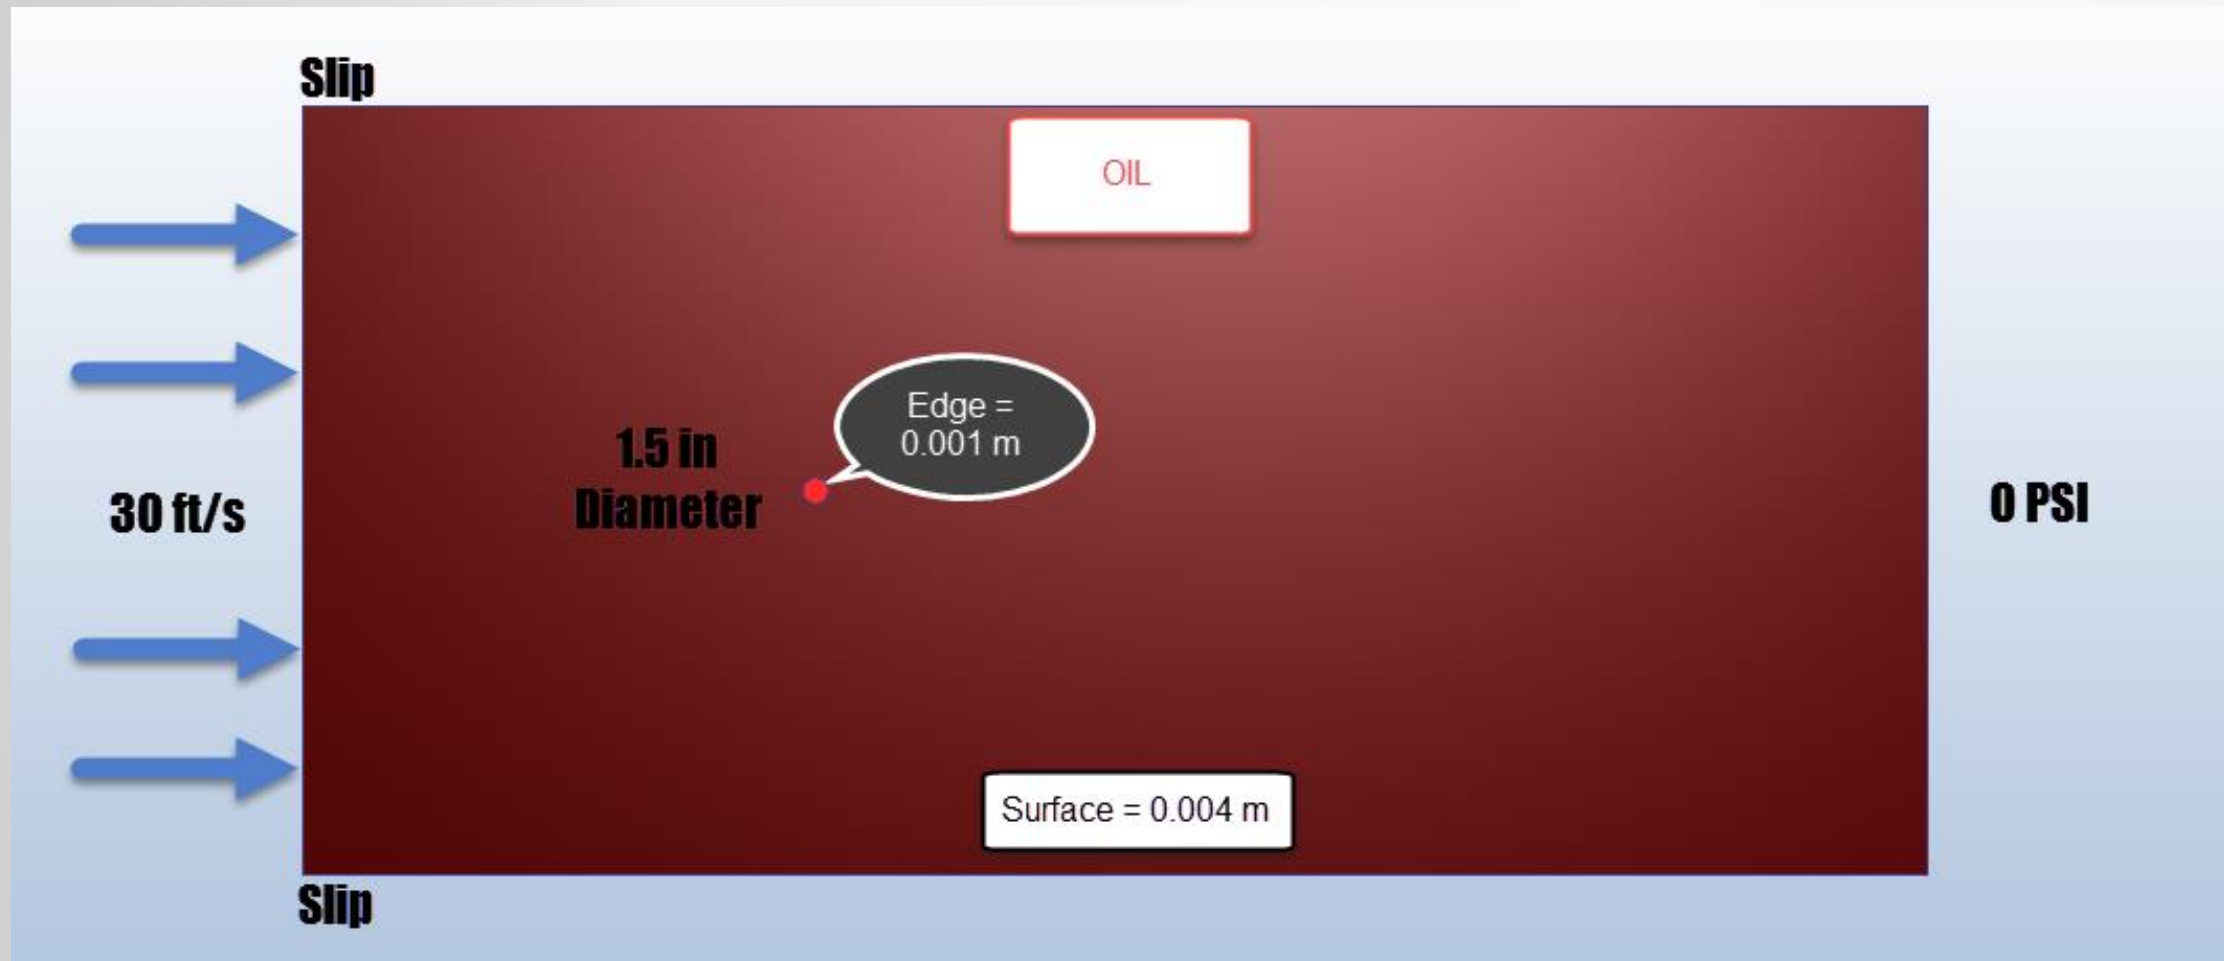 Slip
OIL
Edge =
0.001 m
1.5 in
Diameter
30 ft/s
0 PSI
Surface = 0.004 m
Slip